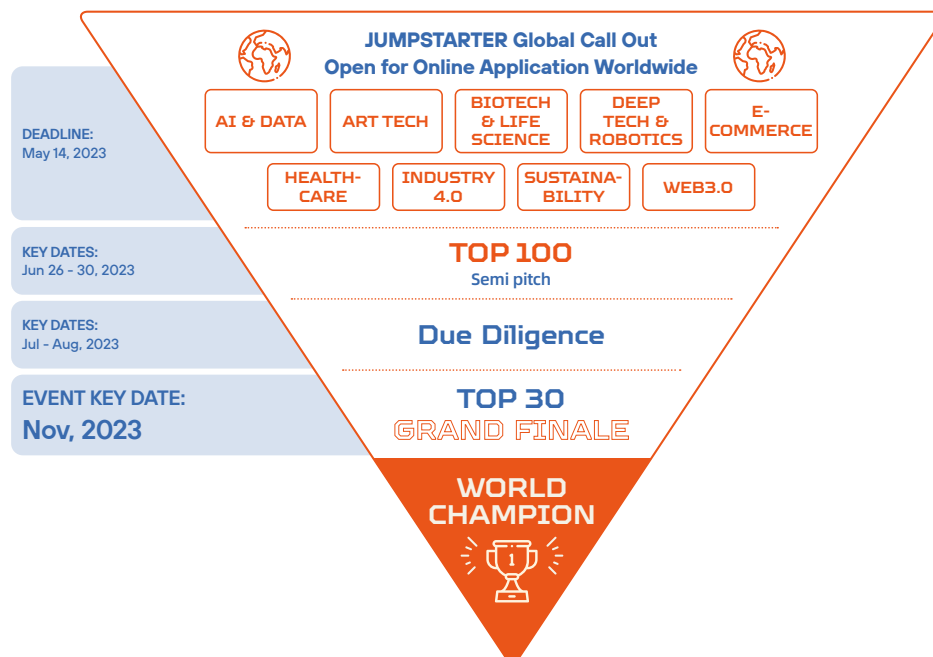 JUMPSTARTER Global Call Out
Open for Online Application Worldwide
DEADLINE:
May 14, 2023
AI & DATA
ART TECH
BIOTECH
& LIFE
SCIENCE
DEEP
TECH &
ROBOTICS
E-
COMMERCE
HEALTH-
CARE
INDUSTRY
4.0
SUSTAINA-
BILITY
WEB3.0
KEY DATES:
Jun 26 - 30, 2023
TOP 100
Semi pitch
KEY DATES:
Jul - Aug, 2023
Due Diligence
EVENT KEY DATE:
Nov, 2023
TOP 30
GRAND FINALE
WORLD
CHAMPION
1